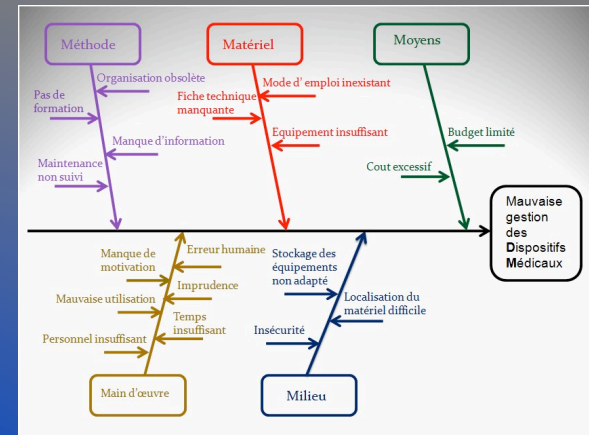 Méthode
Matériel
Moyens
Organisation obsolète
Pas de
formation
Manque d'information
Maintenance
non suivi
Mode d' emploi inexistant
Fiche technique
manquante
Equipement insuffisant
Budget limité
Cout excessif
Mauvaise
gestion
des
Dispositifs
Médicaux
Erreur humaine
Manque de
motivation
Imprudence
Mauvaise utilisation
Temps
insuffisant
Personnel insuffisant
Stockage des
équipements
non adapté
Localisation du
matériel difficile
Insécurité
Main d'œuvre
Milieu